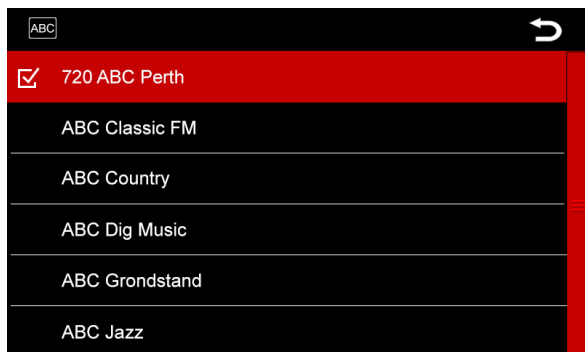 ABC
720 ABC Perth
ABC Classic FM
ABC Country
ABC Dig Music
ABC Grondstand
ABC Jazz